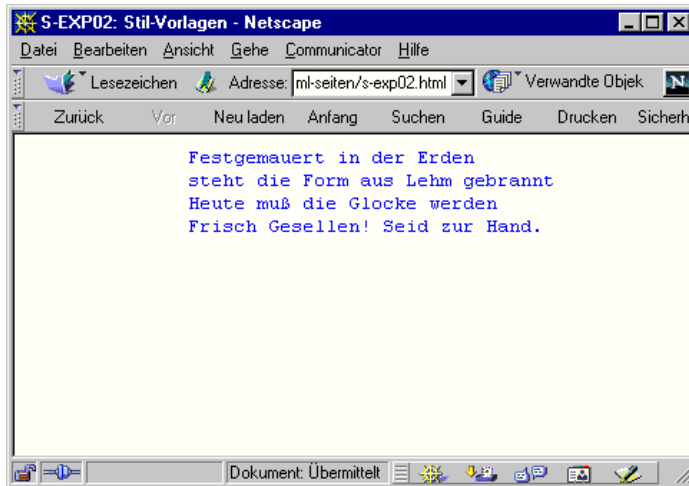 S-EXP02: Stil-Vorlagen - Netscape
Datei Bearbeiten Ansicht Gehe Communicator Hilfe
Lesezeichen Adresse: ml-seiten/s-exp02.html Verwandte Objek N
Zurück Vor Neu laden Anfang Suchen Guide Drucken Sicherh
Festgemauert in der Erden
steht die Form aus Lehm gebrannt
Heute muß die Glocke werden
Frisch Gesellen! Seid zur Hand.
Dokument: Übermittelt